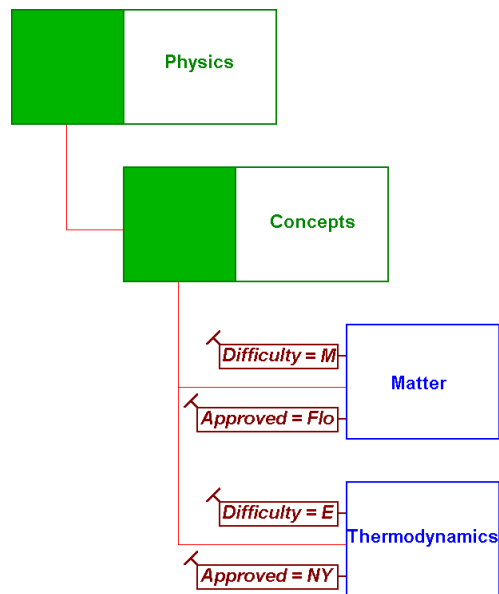 Physics
Concepts
Difficulty = M
Matter
Approved = Flo
Difficulty = E
Thermodynamics
Approved = NY